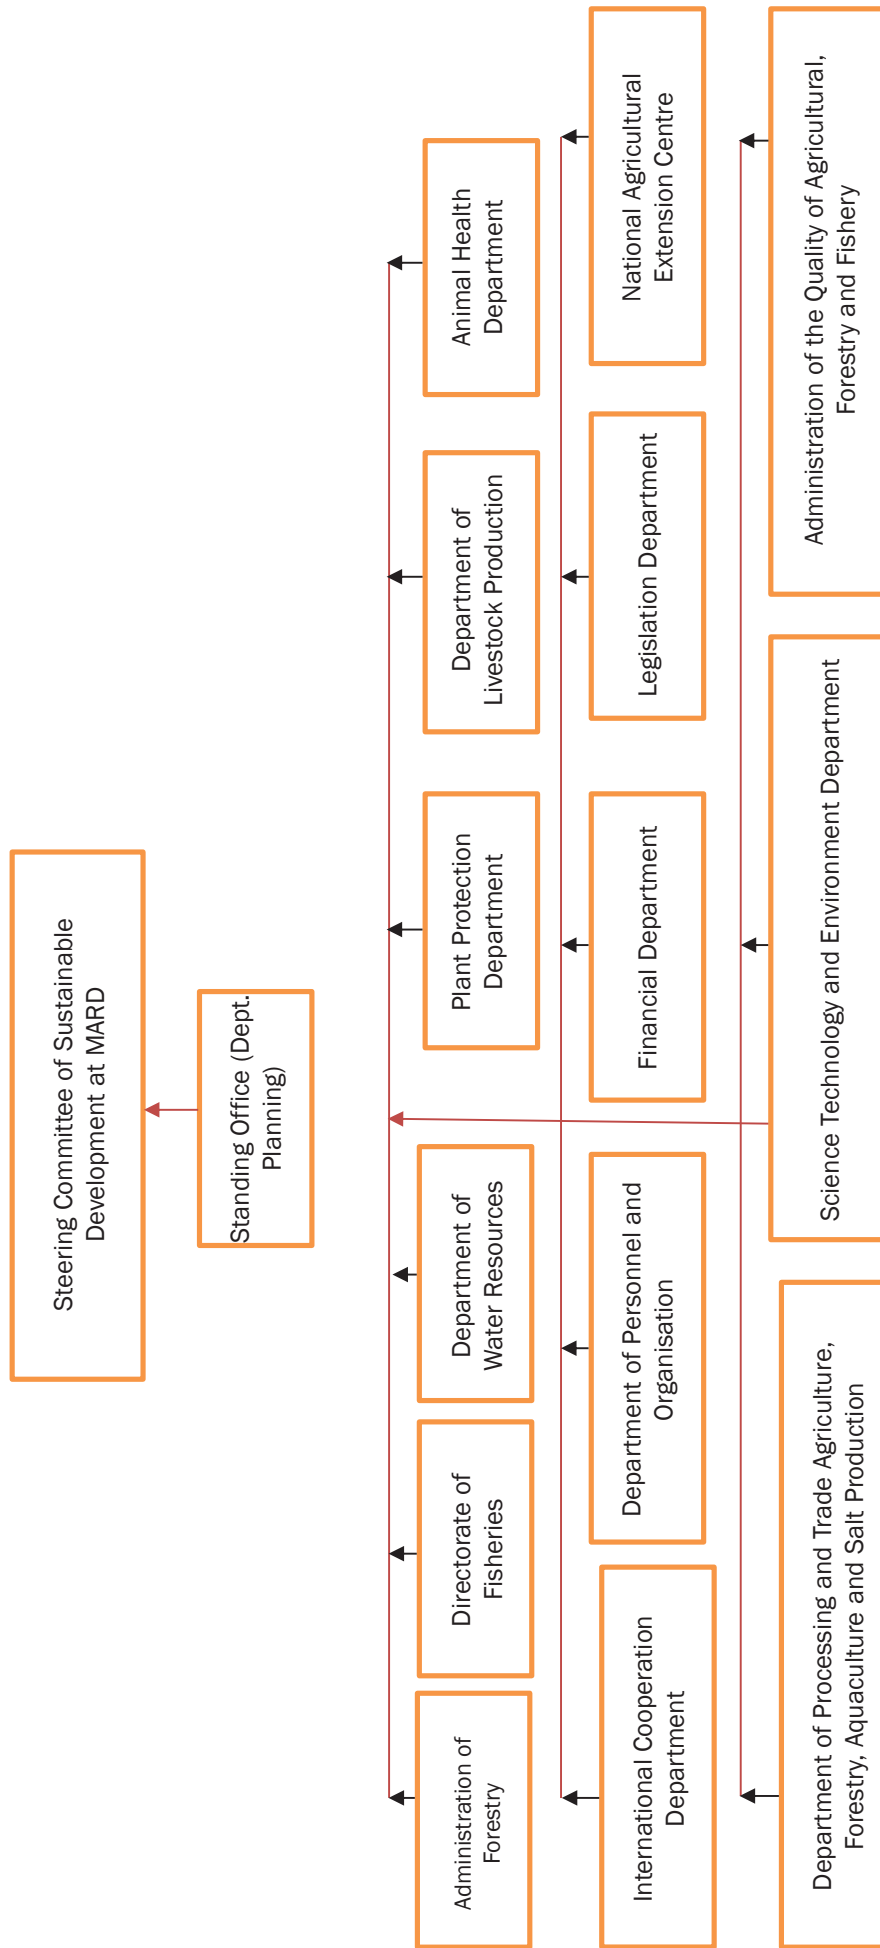 Steering Committee of Sustainable
Development at MARD
Standing Office (Dept.
Planning)
Administration of
Forestry
Directorate of
Fisheries
Department of
Water Resources
Plant Protection
Department
Department of
Livestock Production
Animal Health
Department
International Cooperation
Department
Department of Personnel and
Organisation
Financial Department
Legislation Department
National Agricultural
Extension Centre
Department of Processing and Trade Agriculture,
Forestry, Aquaculture and Salt Production
Science Technology and Environment Department
Administration of the Quality of Agricultural,
Forestry and Fishery